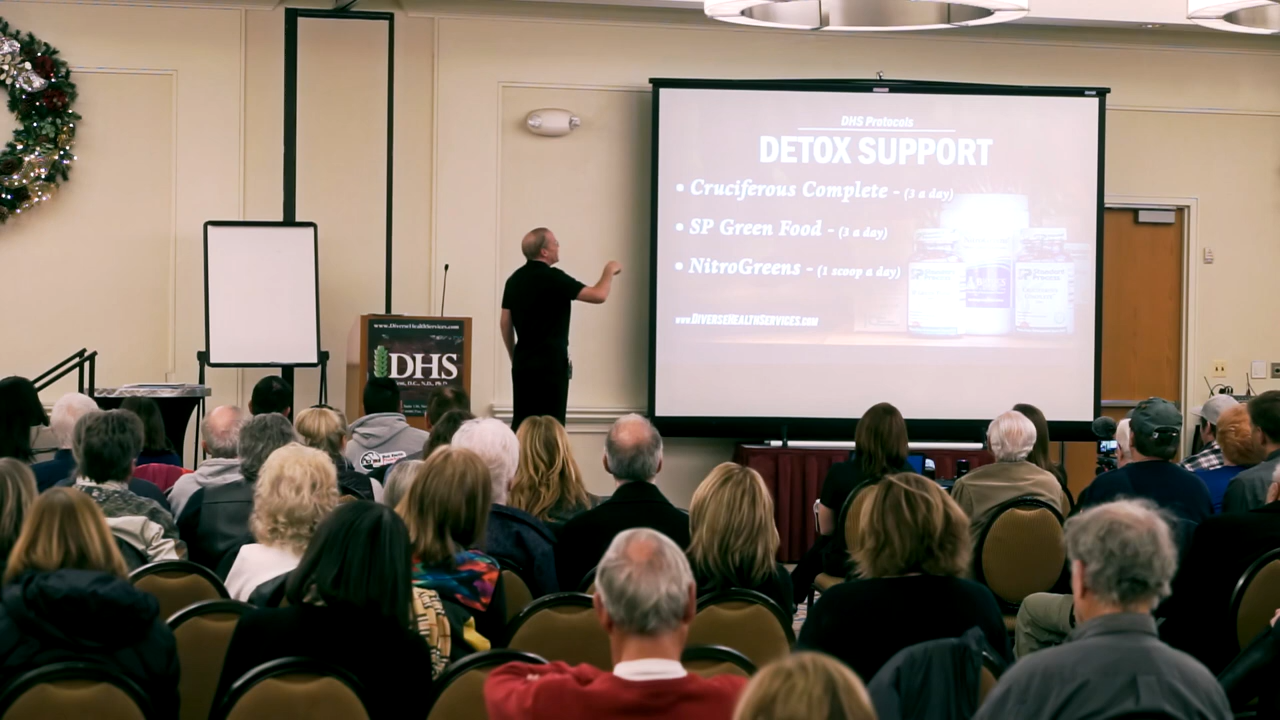 DHS Protocols
DETOX SUPPORT
• Cruciferous Complete - (3 a day)
• SP Green Food - (3 a day)
• NitroGreens - (1 scoop a day)
www.DiverseHealthServices.com
www.DiverseHealthServices.com
DHS